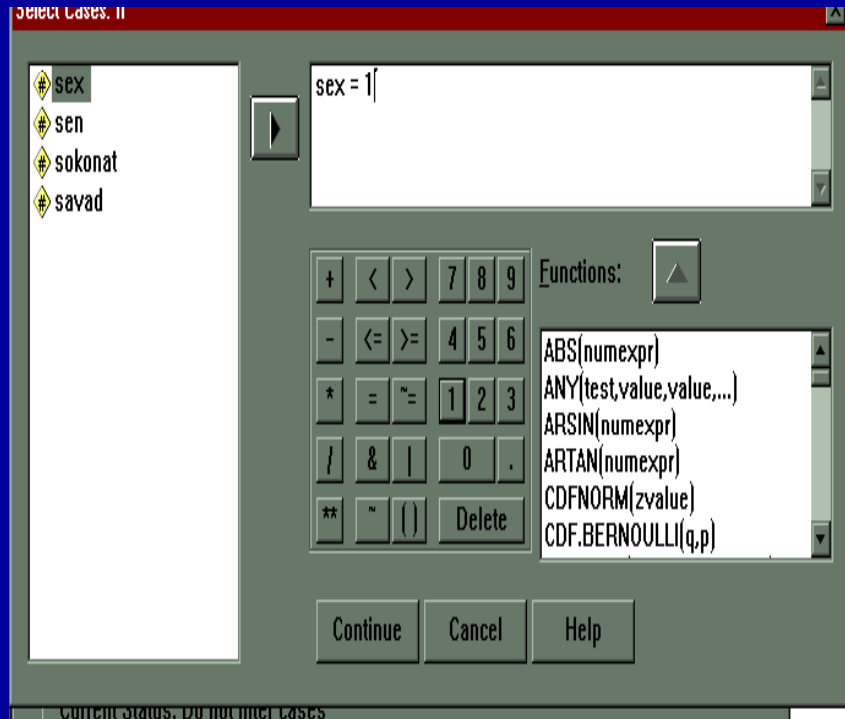 Select Cases: If
sex
sen
sokonat
savad
sex = 1
+ < > 7 8 9
- <= >= 4 5 6
* = ~= 1 2 3
/ & | 0 .
** ~ ( ) Delete
Functions:
ABS(numexpr)
ANY(test,value,value,...)
ARSIN(numexpr)
ARTAN(numexpr)
CDFNORM(zvalue)
CDF.BERNOULLI(q,p)
Continue Cancel Help
Current Status: Do not filter cases